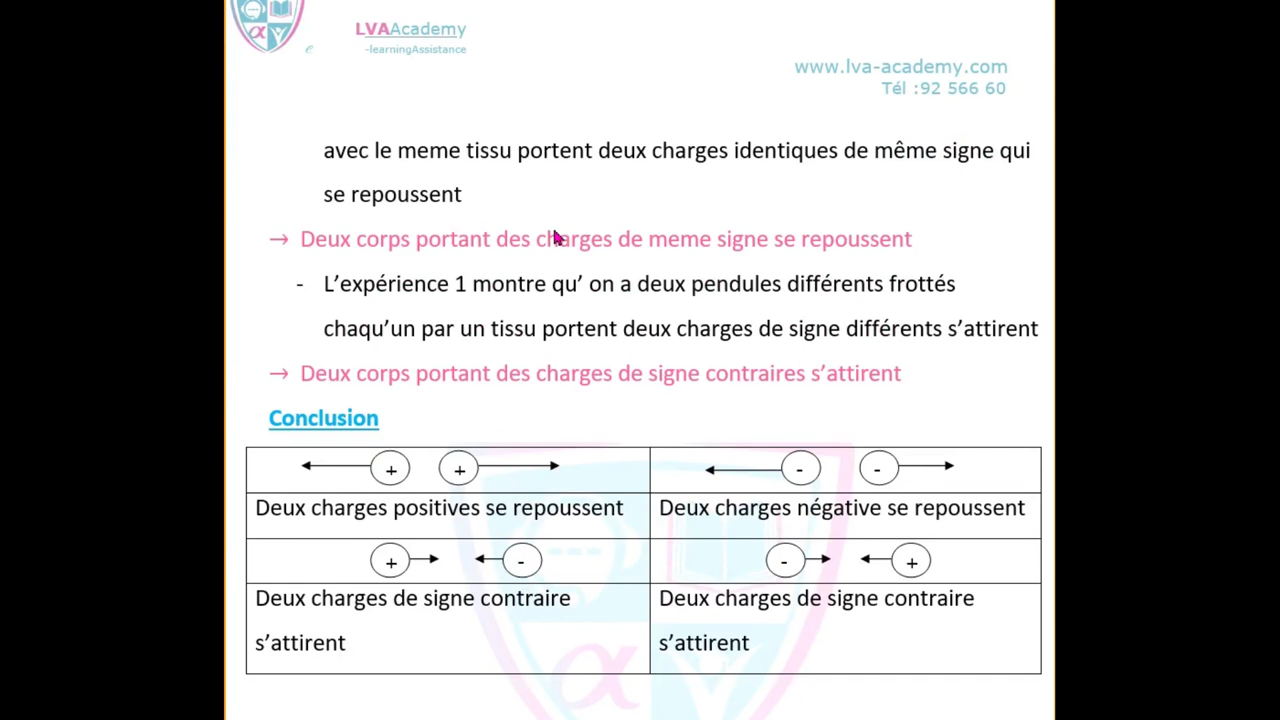 LVAAcademy
e -learningAssistance
www.lva-academy.com
Tél :92 566 60
avec le meme tissu portent deux charges identiques de même signe qui
se repoussent
→ Deux corps portant des charges de meme signe se repoussent
- L’expérience 1 montre qu’ on a deux pendules différents frottés
chaqu’un par un tissu portent deux charges de signe différents s’attirent
→ Deux corps portant des charges de signe contraires s’attirent
Conclusion
+ + - -
Deux charges positives se repoussent Deux charges négative se repoussent
+ - - +
Deux charges de signe contraire Deux charges de signe contraire
s’attirent s’attirent
α